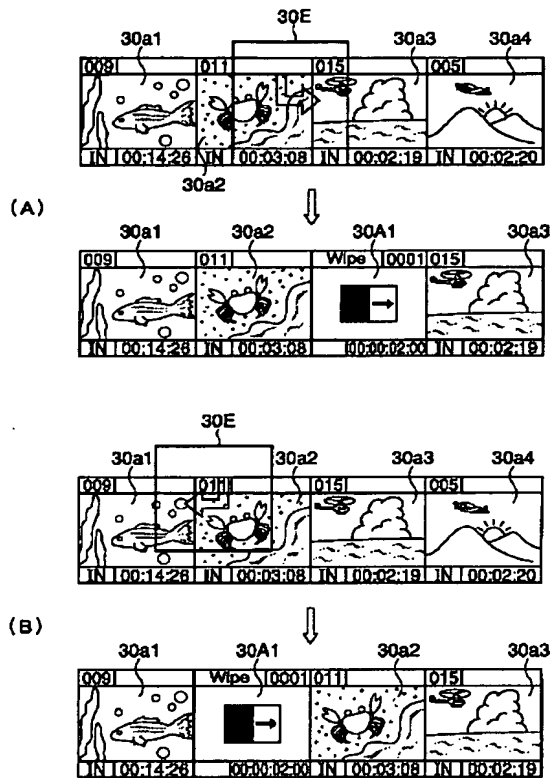 30E
30a1 30a3 30a4
009 011 015 005
IN 00:14:26 IN 00:03:08 IN 00:02:19 IN 00:02:20
30a2
(A)
30a1 30a2 30A1 30a3
009 011 Wipe 0001 015
IN 00:14:26 IN 00:03:08 00:00:02:00 IN 00:02:19
30E
30a1 30a2 30a3 30a4
009 011 015 005
IN 00:14:26 IN 00:03:08 IN 00:02:19 IN 00:02:20
(B)
30a1 30A1 30a2 30a3
009 Wipe 0001 011 015
IN 00:14:26 00:00:02:00 IN 00:03:08 IN 00:02:19